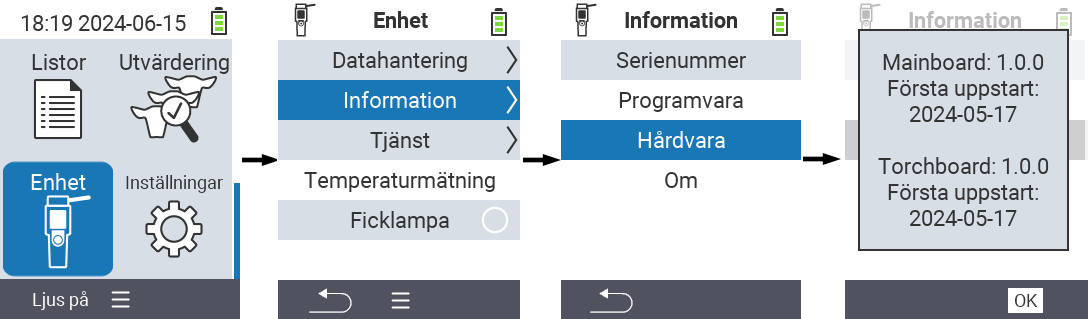 18:19 2024-06-15
Listor
Utvärdering
Enhet
Inställningar
Ljus på
Enhet
Datahantering
Information
Tjänst
Temperaturmätning
Ficklampa
Information
Serienummer
Programvara
Hårdvara
Om
Information
Mainboard: 1.0.0
Första uppstart:
2024-05-17
Torchboard: 1.0.0
Första uppstart:
2024-05-17
OK